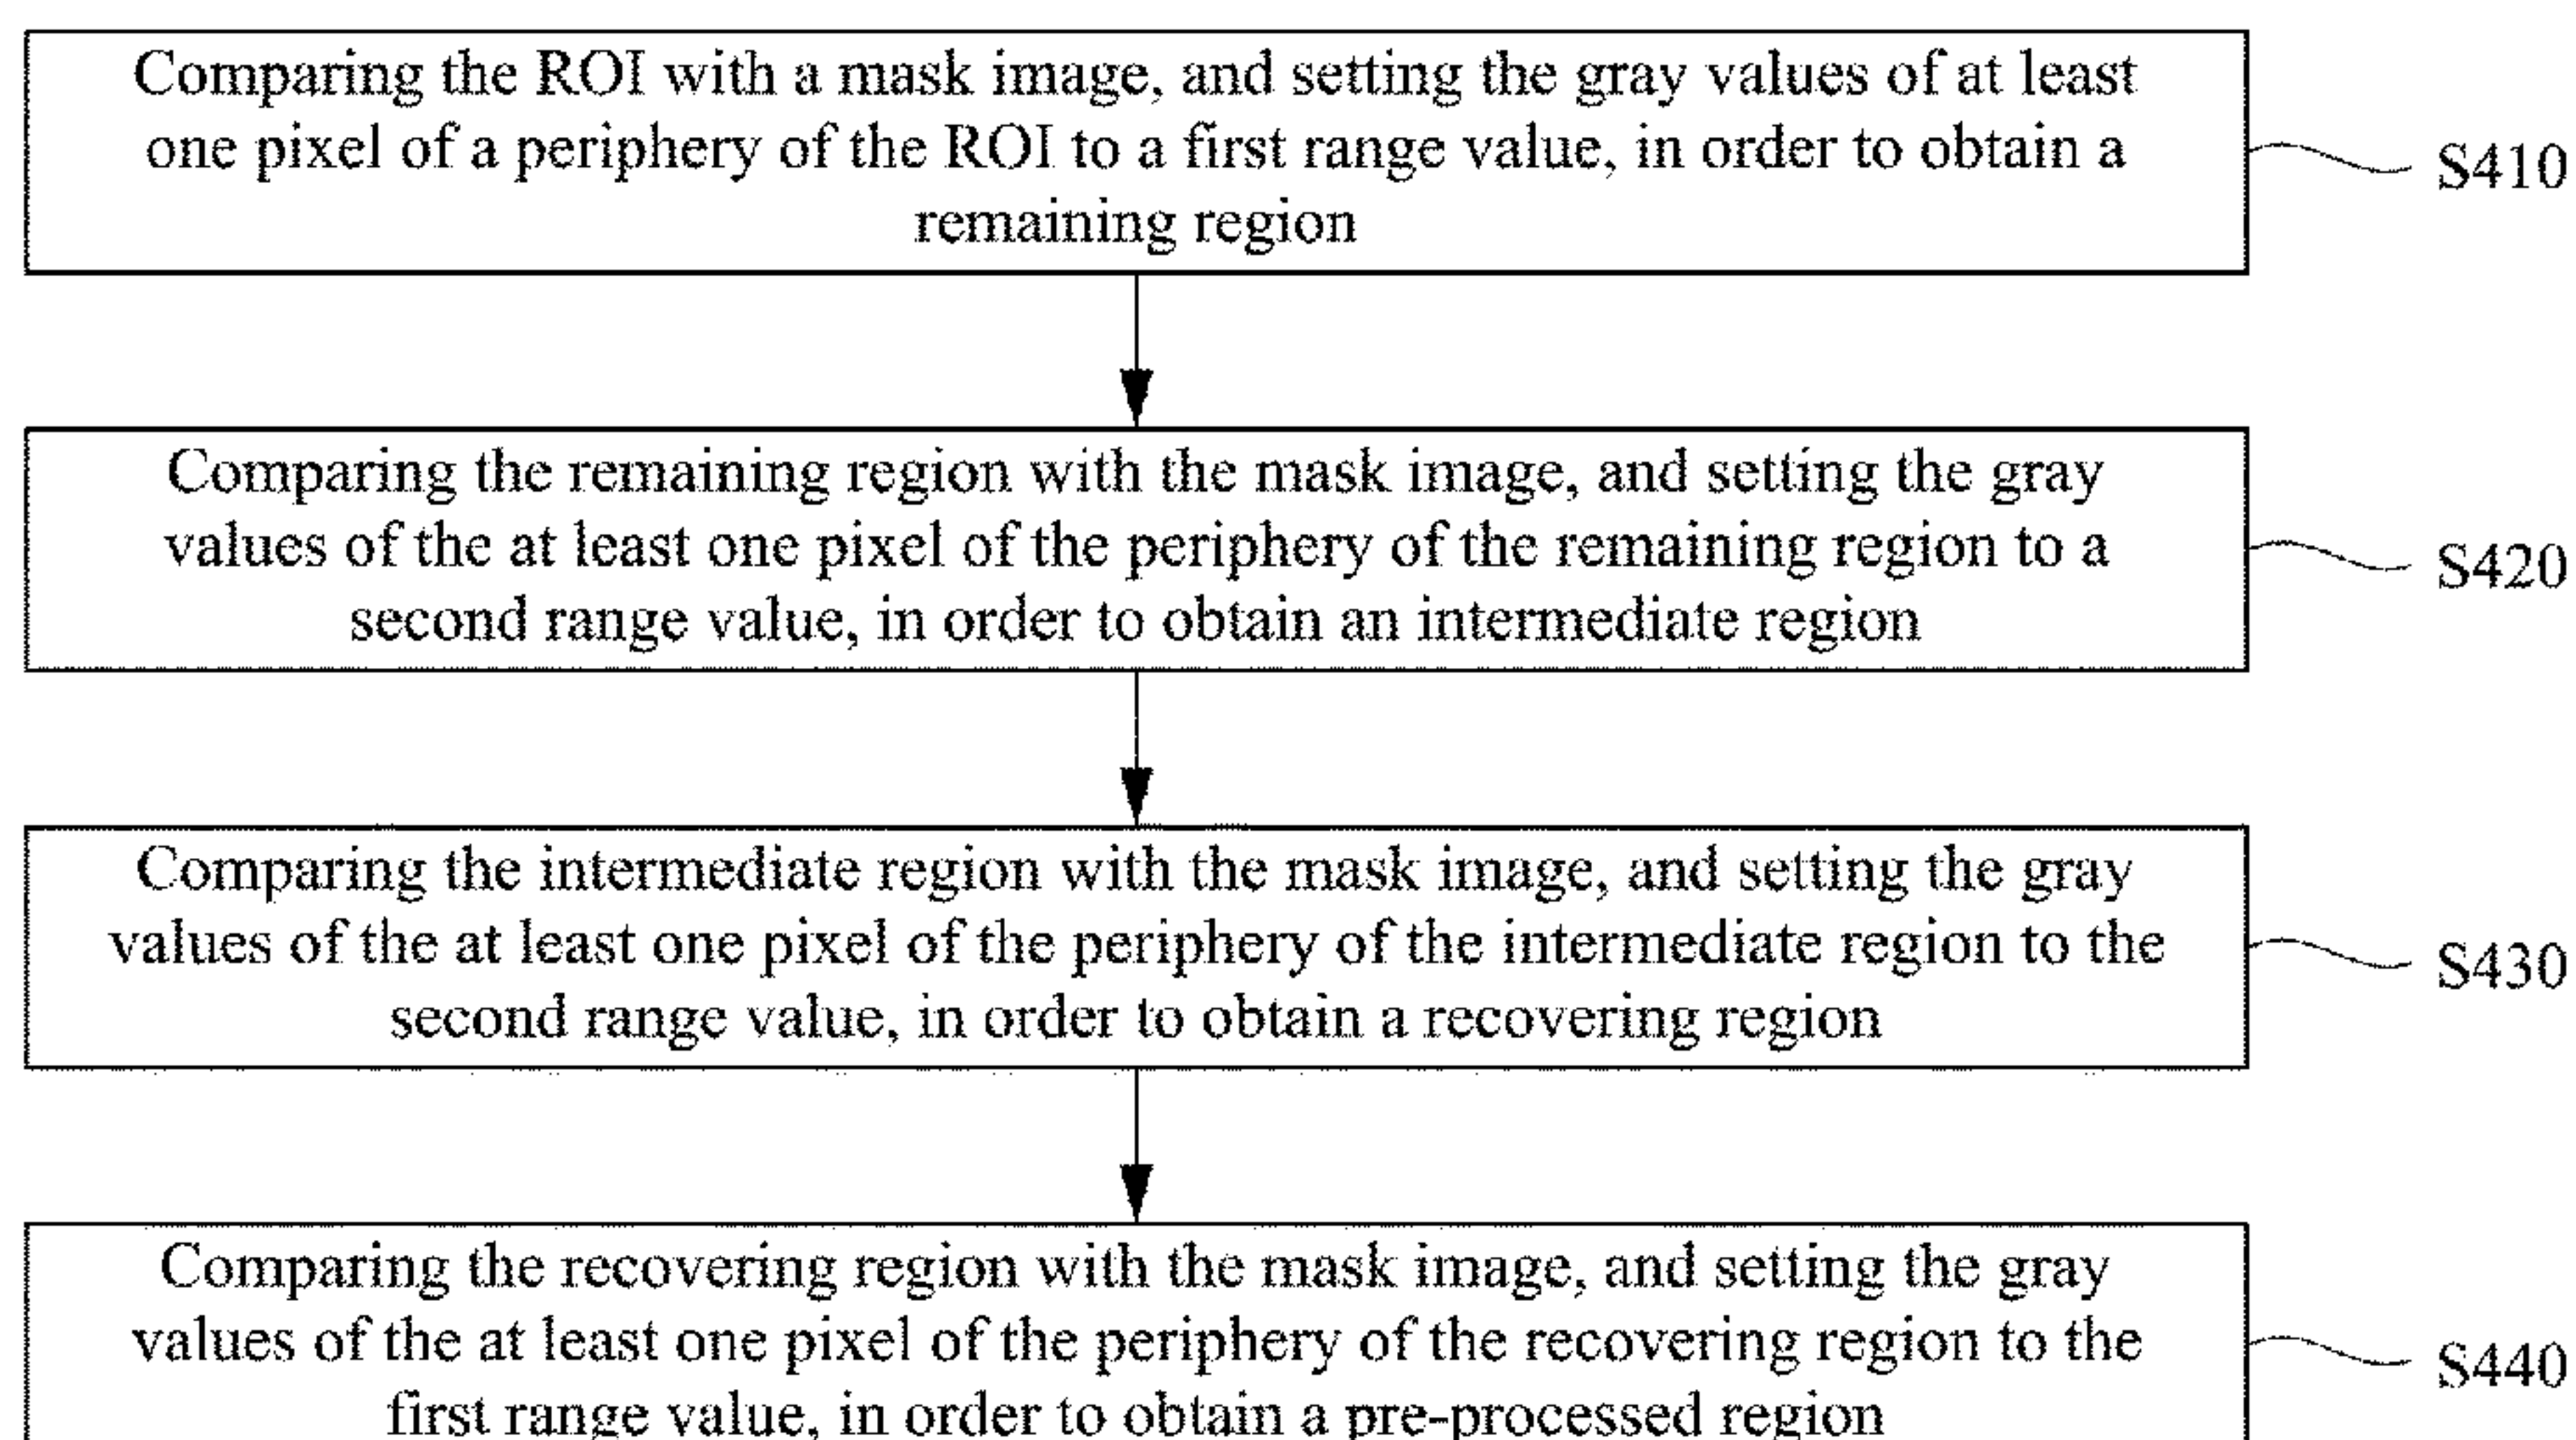 Comparing the ROI with a mask image, and setting the gray values of at least
one pixel of a periphery of the ROI to a first range value, in order to obtain a
remaining region
S410
Comparing the remaining region with the mask image, and setting the gray
values of the at least one pixel of the periphery of the remaining region to a
second range value, in order to obtain an intermediate region
S420
Comparing the intermediate region with the mask image, and setting the gray
values of the at least one pixel of the periphery of the intermediate region to the
second range value, in order to obtain a recovering region
S430
Comparing the recovering region with the mask image, and setting the gray
values of the at least one pixel of the periphery of the recovering region to the
first range value, in order to obtain a pre-processed region
S440